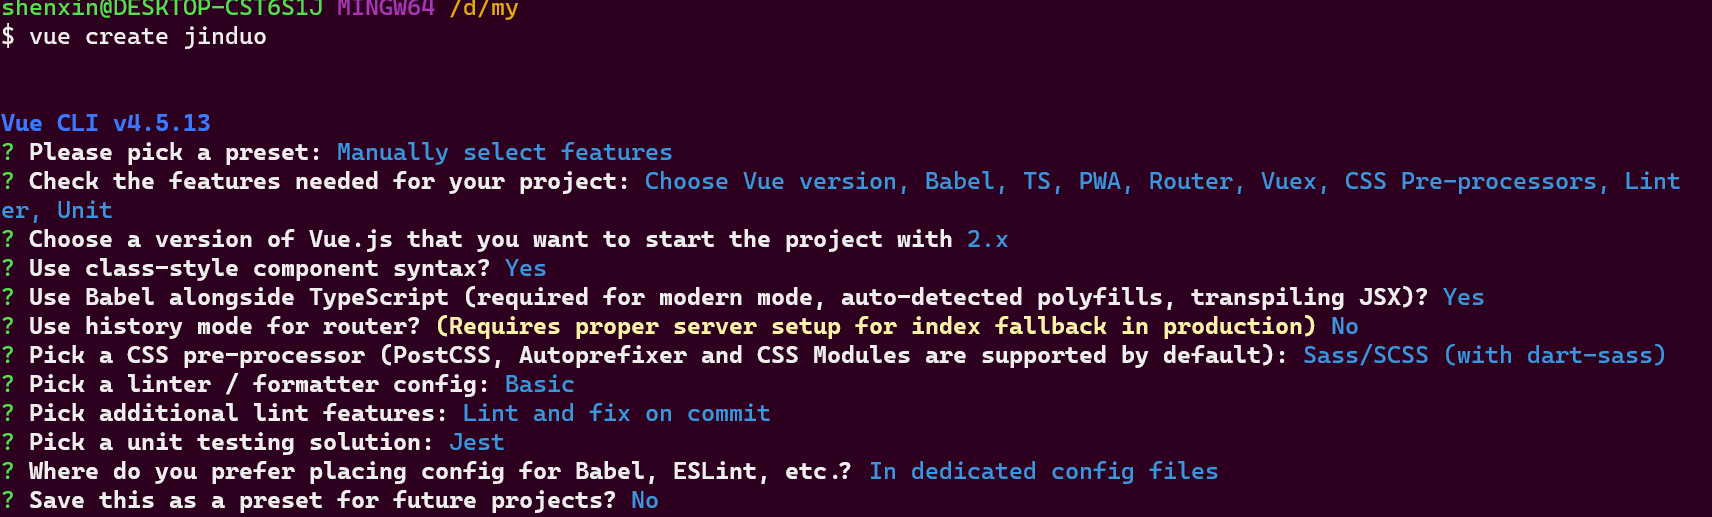 shenxin@DESKTOP-CST6S1J MINGW64 /d/my
$ vue create jinduo
Vue CLI v4.5.13
? Please pick a preset: Manually select features
? Check the features needed for your project: Choose Vue version, Babel, TS, PWA, Router, Vuex, CSS Pre-processors, Lint
er, Unit
? Choose a version of Vue.js that you want to start the project with 2.x
? Use class-style component syntax? Yes
? Use Babel alongside TypeScript (required for modern mode, auto-detected polyfills, transpiling JSX)? Yes
? Use history mode for router? (Requires proper server setup for index fallback in production) No
? Pick a CSS pre-processor (PostCSS, Autoprefixer and CSS Modules are supported by default): Sass/SCSS (with dart-sass)
? Pick a linter / formatter config: Basic
? Pick additional lint features: Lint and fix on commit
? Pick a unit testing solution: Jest
? Where do you prefer placing config for Babel, ESLint, etc.? In dedicated config files
? Save this as a preset for future projects? No